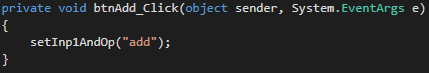 private void btnAdd_Click(object sender, System.EventArgs e)
{
    setInp1AndOp("add");
}